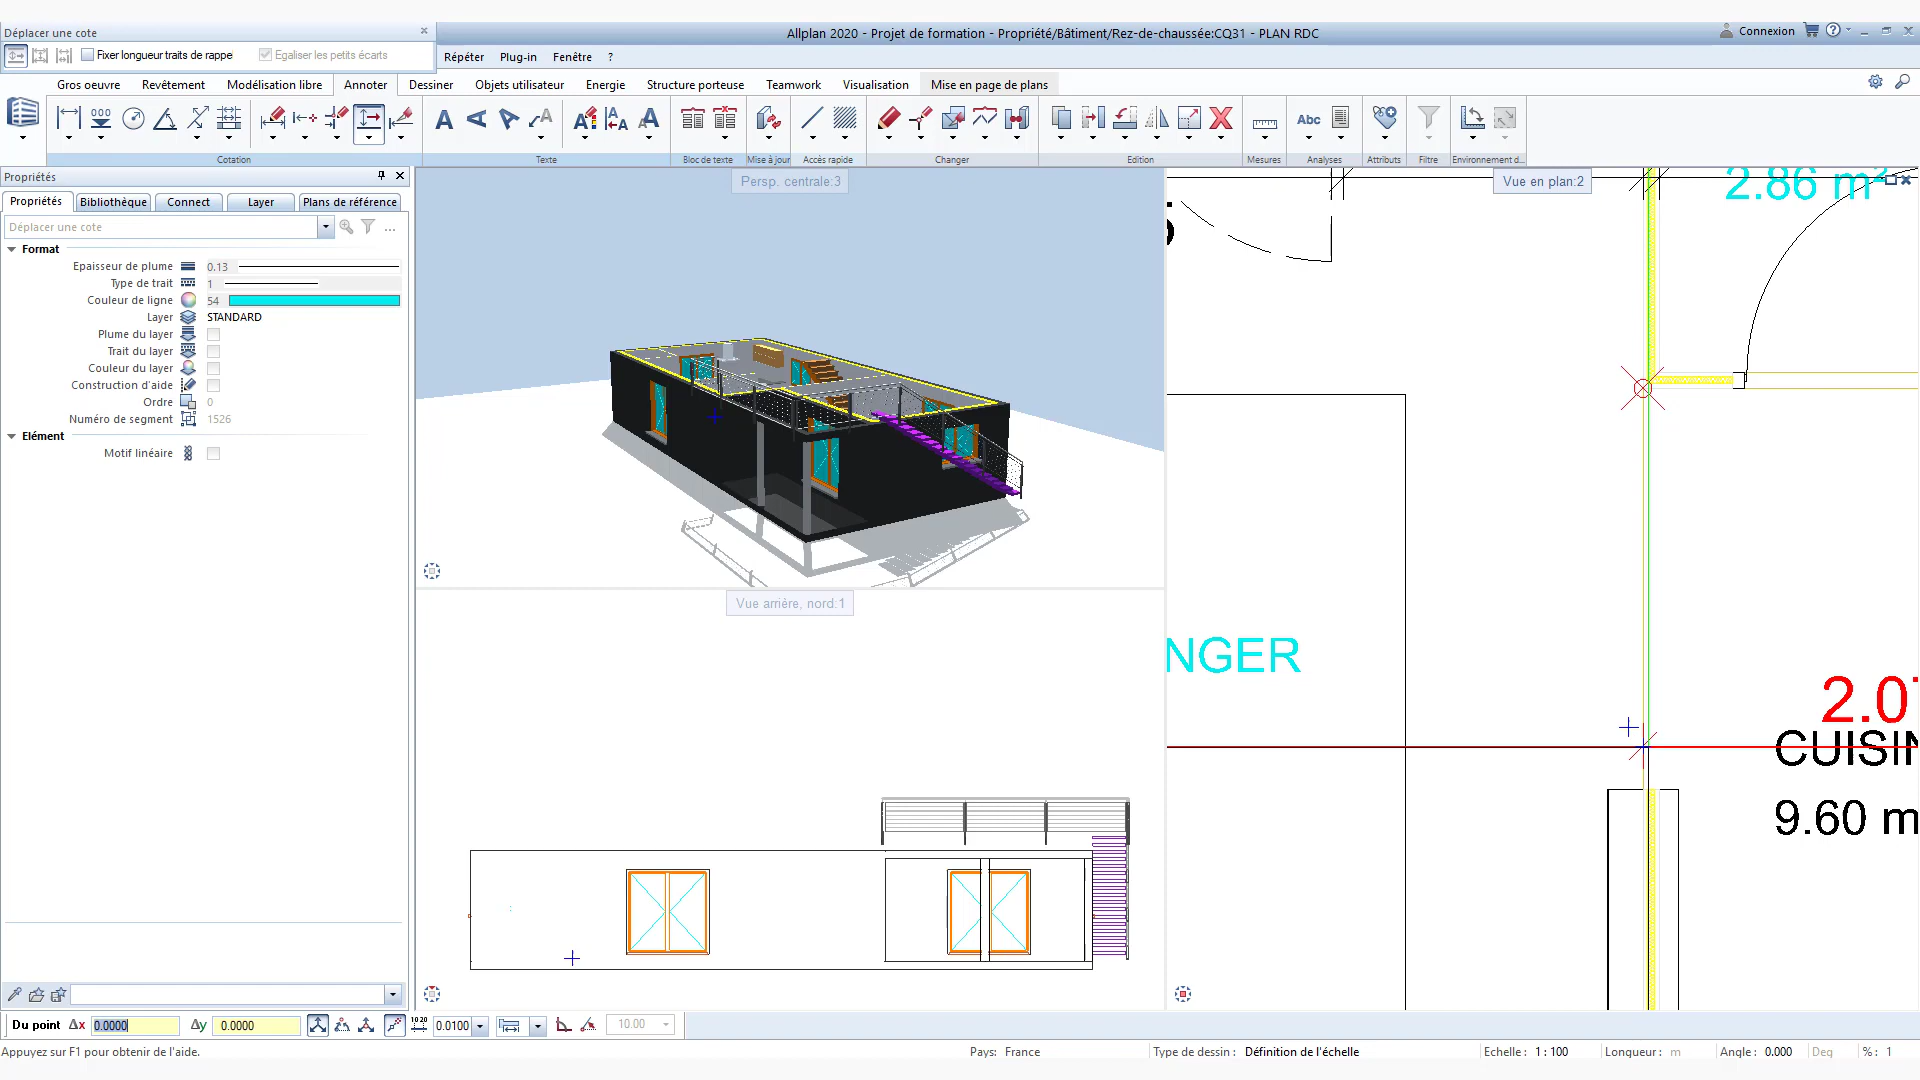 Déplacer une cote
Allplan 2020 - Projet de formation - Propriété/Bâtiment/Rez-de-chaussée:CQ31 - PLAN RDC
Connexion
Fixer longueur traits de rappe
Egaliser les petits écarts
Répéter Plug-in Fenêtre ?
Gros oeuvre Revêtement Modélisation libre Annoter Dessiner Objets utilisateur Energie Structure porteuse Teamwork Visualisation Mise en page de plans
Abc
Cotation Texte Bloc de texte Mise à jour Accès rapide Changer Edition Mesures Analyses Attributs Filtre Environnement d...
Propriétés
Propriétés Bibliothèque Connect Layer Plans de référence
Déplacer une cote
Format
Epaisseur de plume 0.13
Type de trait 1
Couleur de ligne 54
Layer STANDARD
Plume du layer
Trait du layer
Couleur du layer
Construction d'aide
Ordre 0
Numéro de segment 1526
Elément
Motif linéaire
Persp. centrale:3
Vue arrière, nord:1
Vue en plan:2
2.86 m²
NGER
2.0
CUISIN
9.60 m
Du point Δx 0.0000 Δy 0.0000 1020 0.0100 10.00
Appuyez sur F1 pour obtenir de l'aide.
Pays: France
Type de dessin : Définition de l'échelle
Echelle : 1 : 100
Longueur : m
Angle : 0.000 Deg
% : 1